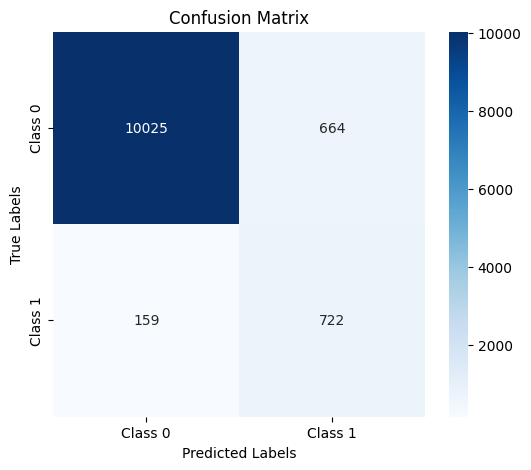 Confusion Matrix
10000
Class 0
10025
664
8000
6000
True Labels
4000
Class 1
159
722
2000
Class 0
Class 1
Predicted Labels